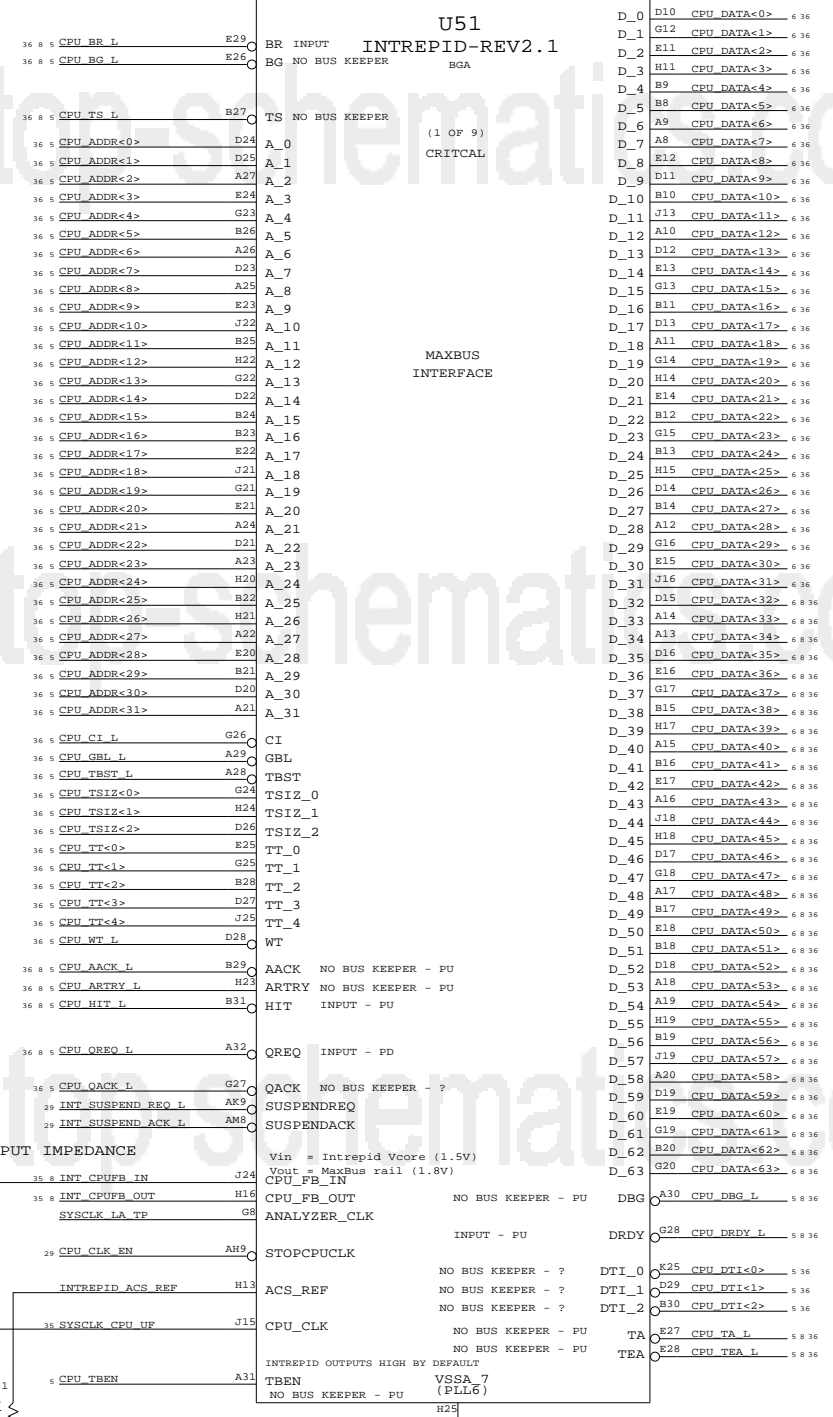 U51
INTREPID-REV2.1
BGA
(1 OF 9)
CRITCAL
MAXBUS
INTERFACE
36 8 5 CPU_BR_L E29 BR INPUT
36 8 5 CPU_BG_L E26 BG NO BUS KEEPER
36 8 5 CPU_TS_L B27 TS NO BUS KEEPER
36 5 CPU_ADDR<0> D24 A_0
36 5 CPU_ADDR<1> D25 A_1
36 5 CPU_ADDR<2> A27 A_2
36 5 CPU_ADDR<3> E24 A_3
36 5 CPU_ADDR<4> G23 A_4
36 5 CPU_ADDR<5> B26 A_5
36 5 CPU_ADDR<6> A26 A_6
36 5 CPU_ADDR<7> D23 A_7
36 5 CPU_ADDR<8> A25 A_8
36 5 CPU_ADDR<9> E23 A_9
36 5 CPU_ADDR<10> J22 A_10
36 5 CPU_ADDR<11> B25 A_11
36 5 CPU_ADDR<12> H22 A_12
36 5 CPU_ADDR<13> G22 A_13
36 5 CPU_ADDR<14> D22 A_14
36 5 CPU_ADDR<15> B24 A_15
36 5 CPU_ADDR<16> B23 A_16
36 5 CPU_ADDR<17> E22 A_17
36 5 CPU_ADDR<18> J21 A_18
36 5 CPU_ADDR<19> G21 A_19
36 5 CPU_ADDR<20> E21 A_20
36 5 CPU_ADDR<21> A24 A_21
36 5 CPU_ADDR<22> D21 A_22
36 5 CPU_ADDR<23> A23 A_23
36 5 CPU_ADDR<24> H20 A_24
36 5 CPU_ADDR<25> B22 A_25
36 5 CPU_ADDR<26> H21 A_26
36 5 CPU_ADDR<27> A22 A_27
36 5 CPU_ADDR<28> E20 A_28
36 5 CPU_ADDR<29> B21 A_29
36 5 CPU_ADDR<30> D20 A_30
36 5 CPU_ADDR<31> A21 A_31
36 5 CPU_CI_L G26 CI
36 5 CPU_GBL_L A29 GBL
36 5 CPU_TBST_L A28 TBST
36 5 CPU_TSIZ<0> G24 TSIZ_0
36 5 CPU_TSIZ<1> H24 TSIZ_1
36 5 CPU_TSIZ<2> D26 TSIZ_2
36 5 CPU_TT<0> E25 TT_0
36 5 CPU_TT<1> G25 TT_1
36 5 CPU_TT<2> B28 TT_2
36 5 CPU_TT<3> D27 TT_3
36 5 CPU_TT<4> J25 TT_4
36 5 CPU_WT_L D28 WT
36 8 5 CPU_AACK_L B29 AACK NO BUS KEEPER - PU
36 8 5 CPU_ARTRY_L H23 ARTRY NO BUS KEEPER - PU
36 8 5 CPU_HIT_L B31 HIT INPUT - PU
36 8 5 CPU_QREQ_L A32 QREQ INPUT - PD
36 5 CPU_QACK_L G27 QACK NO BUS KEEPER - ?
29 INT_SUSPEND_REQ_L AK9 SUSPENDREQ
29 INT_SUSPEND_ACK_L AM8 SUSPENDACK
PUT IMPEDANCE
Vin = Intrepid Vcore (1.5V)
Vout = MaxBus rail (1.8V)
35 8 INT_CPUFB_IN J24 CPU_FB_IN
35 8 INT_CPUFB_OUT H16 CPU_FB_OUT
SYSCLK_LA_TP G8 ANALYZER_CLK
29 CPU_CLK_EN AH9 STOPCPUCLK
INTREPID_ACS_REF H13 ACS_REF
35 SYSCLK_CPU_UF J15 CPU_CLK
INTREPID OUTPUTS HIGH BY DEFAULT
5 CPU_TBEN A31 TBEN
NO BUS KEEPER - PU
VSSA_7
(PLL6)
H25
1
D_0 D10 CPU_DATA<0> 6 36
D_1 G12 CPU_DATA<1> 6 36
D_2 E11 CPU_DATA<2> 6 36
D_3 H11 CPU_DATA<3> 6 36
D_4 B9 CPU_DATA<4> 6 36
D_5 B8 CPU_DATA<5> 6 36
D_6 A9 CPU_DATA<6> 6 36
D_7 A8 CPU_DATA<7> 6 36
D_8 E12 CPU_DATA<8> 6 36
D_9 D11 CPU_DATA<9> 6 36
D_10 B10 CPU_DATA<10> 6 36
D_11 J13 CPU_DATA<11> 6 36
D_12 A10 CPU_DATA<12> 6 36
D_13 D12 CPU_DATA<13> 6 36
D_14 E13 CPU_DATA<14> 6 36
D_15 G13 CPU_DATA<15> 6 36
D_16 B11 CPU_DATA<16> 6 36
D_17 D13 CPU_DATA<17> 6 36
D_18 A11 CPU_DATA<18> 6 36
D_19 G14 CPU_DATA<19> 6 36
D_20 H14 CPU_DATA<20> 6 36
D_21 E14 CPU_DATA<21> 6 36
D_22 B12 CPU_DATA<22> 6 36
D_23 G15 CPU_DATA<23> 6 36
D_24 B13 CPU_DATA<24> 6 36
D_25 H15 CPU_DATA<25> 6 36
D_26 D14 CPU_DATA<26> 6 36
D_27 B14 CPU_DATA<27> 6 36
D_28 A12 CPU_DATA<28> 6 36
D_29 G16 CPU_DATA<29> 6 36
D_30 E15 CPU_DATA<30> 6 36
D_31 J16 CPU_DATA<31> 6 36
D_32 D15 CPU_DATA<32> 6 8 36
D_33 A14 CPU_DATA<33> 6 8 36
D_34 A13 CPU_DATA<34> 6 8 36
D_35 D16 CPU_DATA<35> 6 8 36
D_36 E16 CPU_DATA<36> 6 8 36
D_37 G17 CPU_DATA<37> 6 8 36
D_38 B15 CPU_DATA<38> 6 8 36
D_39 H17 CPU_DATA<39> 6 8 36
D_40 A15 CPU_DATA<40> 6 8 36
D_41 B16 CPU_DATA<41> 6 8 36
D_42 E17 CPU_DATA<42> 6 8 36
D_43 A16 CPU_DATA<43> 6 8 36
D_44 J18 CPU_DATA<44> 6 8 36
D_45 H18 CPU_DATA<45> 6 8 36
D_46 D17 CPU_DATA<46> 6 8 36
D_47 G18 CPU_DATA<47> 6 8 36
D_48 A17 CPU_DATA<48> 6 8 36
D_49 B17 CPU_DATA<49> 6 8 36
D_50 E18 CPU_DATA<50> 6 8 36
D_51 B18 CPU_DATA<51> 6 8 36
D_52 D18 CPU_DATA<52> 6 8 36
D_53 A18 CPU_DATA<53> 6 8 36
D_54 A19 CPU_DATA<54> 6 8 36
D_55 H19 CPU_DATA<55> 6 8 36
D_56 B19 CPU_DATA<56> 6 8 36
D_57 J19 CPU_DATA<57> 6 8 36
D_58 A20 CPU_DATA<58> 6 8 36
D_59 D19 CPU_DATA<59> 6 8 36
D_60 E19 CPU_DATA<60> 6 8 36
D_61 G19 CPU_DATA<61> 6 8 36
D_62 B20 CPU_DATA<62> 6 8 36
D_63 G20 CPU_DATA<63> 6 8 36
NO BUS KEEPER - PU DBG A30 CPU_DBG_L 5 8 36
INPUT - PU DRDY G28 CPU_DRDY_L 5 8 36
NO BUS KEEPER - ? DTI_0 K25 CPU_DTI<0> 5 36
NO BUS KEEPER - ? DTI_1 D29 CPU_DTI<1> 5 36
NO BUS KEEPER - ? DTI_2 B30 CPU_DTI<2> 5 36
NO BUS KEEPER - PU TA E27 CPU_TA_L 5 8 36
NO BUS KEEPER - PU TEA E28 CPU_TEA_L 5 8 36
top-schematics.co
top-schematics.co
top-schematics.co